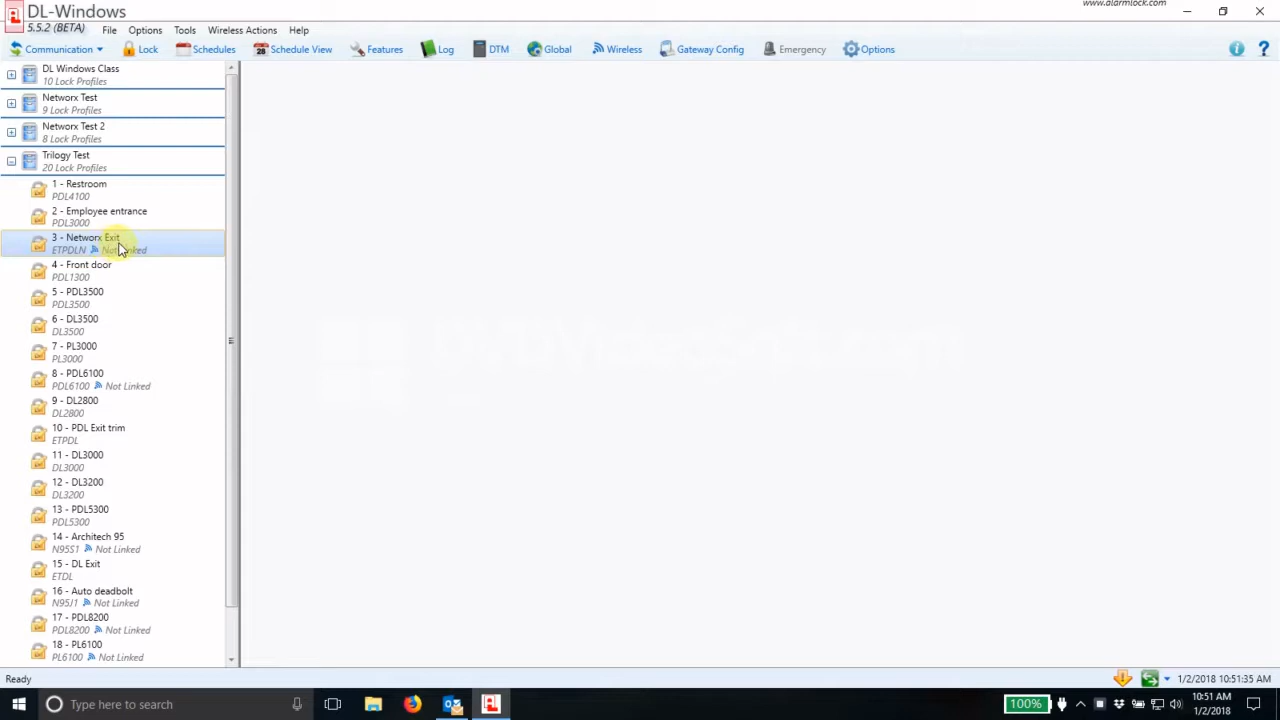 www.alarmlock.com
DL-Windows
5.5.2 (BETA)
File Options Tools Wireless Actions Help
Communication Lock Schedules 28 Schedule View Features Log DTM Global Wireless Gateway Config Emergency Options
DL Windows Class
10 Lock Profiles
Networx Test
9 Lock Profiles
Networx Test 2
8 Lock Profiles
Trilogy Test
20 Lock Profiles
1 - Restroom
PDL4100
2 - Employee entrance
PDL3000
3 - Networx Exit
ETPDLN Not Linked
4 - Front door
PDL1300
5 - PDL3500
PDL3500
6 - DL3500
DL3500
7 - PL3000
PL3000
8 - PDL6100
PDL6100 Not Linked
9 - DL2800
DL2800
10 - PDL Exit trim
ETPDL
11 - DL3000
DL3000
12 - DL3200
DL3200
13 - PDL5300
PDL5300
14 - Architech 95
N95S1 Not Linked
15 - DL Exit
ETDL
16 - Auto deadbolt
N95J1 Not Linked
17 - PDL8200
PDL8200 Not Linked
18 - PL6100
PL6100 Not Linked
Ready
1/2/2018 10:51:35 AM
Type here to search
100%
10:51 AM
1/2/2018